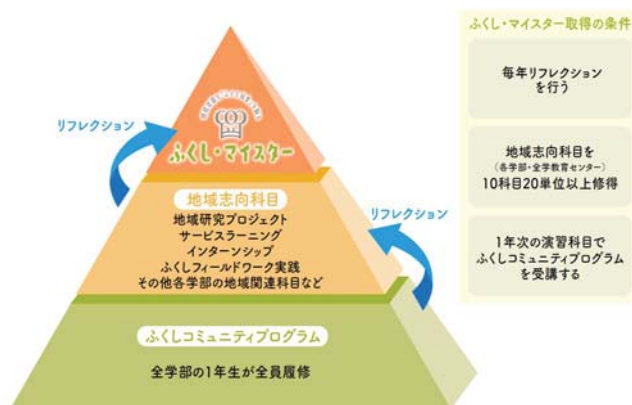 リフレクション
ふくし・マイスター
地域志向科目
地域研究プロジェクト
サービスラーニング
インターンシップ
ふくしフィールドワーク実践
その他各学部の地域関連科目など
リフレクション
ふくしコミュニティプログラム
全学部の1年生が全員履修
ふくし・マイスター取得の条件
毎年リフレクション
を行う
地域志向科目を
(各学部・全学教育センター)
10科目20単位以上修得
1年次の演習科目で
ふくしコミュニティプログラム
を受講する